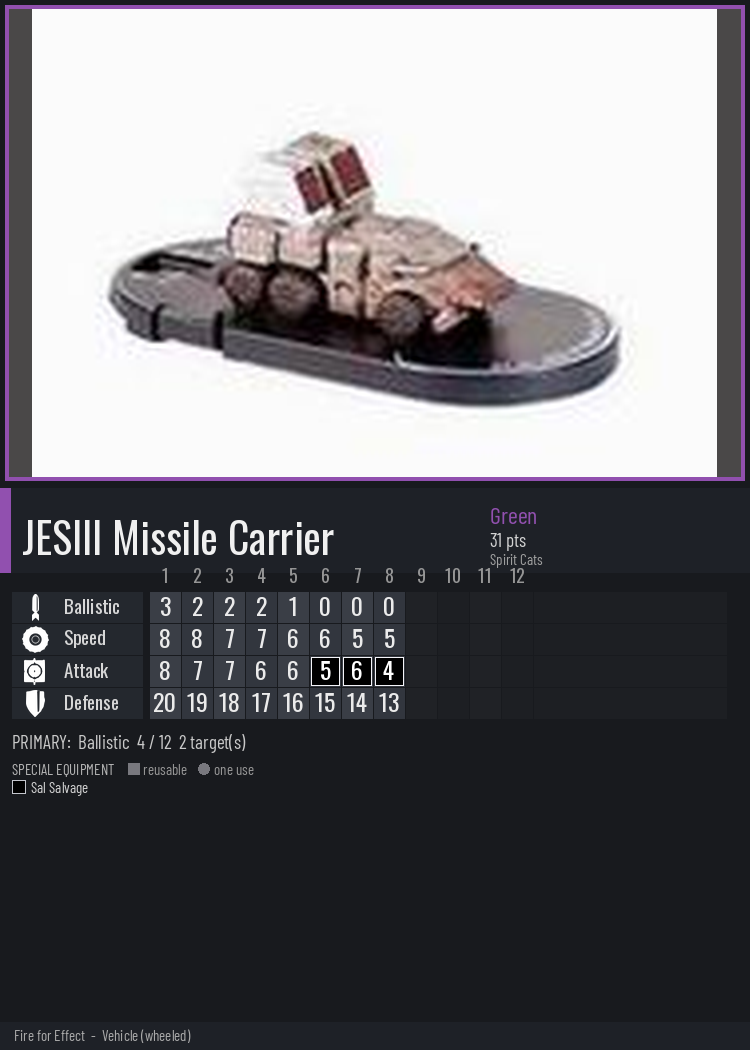 JESIII Missile Carrier
Green
31 pts
Spirit Cats
1 2 3 4 5 6 7 8 9 10 11 12
Ballistic 3 2 2 2 1 0 0 0
Speed 8 8 7 7 6 6 5 5
Attack 8 7 7 6 6 5 6 4
Defense 20 19 18 17 16 15 14 13
PRIMARY: Ballistic 4 / 12 2 target(s)
SPECIAL EQUIPMENT reusable one use
Sal Salvage
Fire for Effect - Vehicle (wheeled)